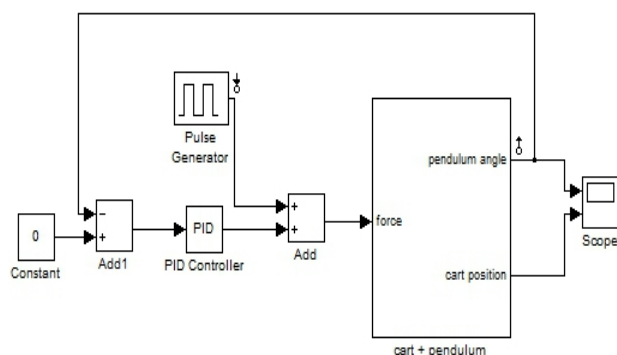 Pulse
Generator
pendulum angle
0
−
+
PID
+
+
force
Constant
Add1
PID Controller
Add
cart position
Scope
cart + pendulum